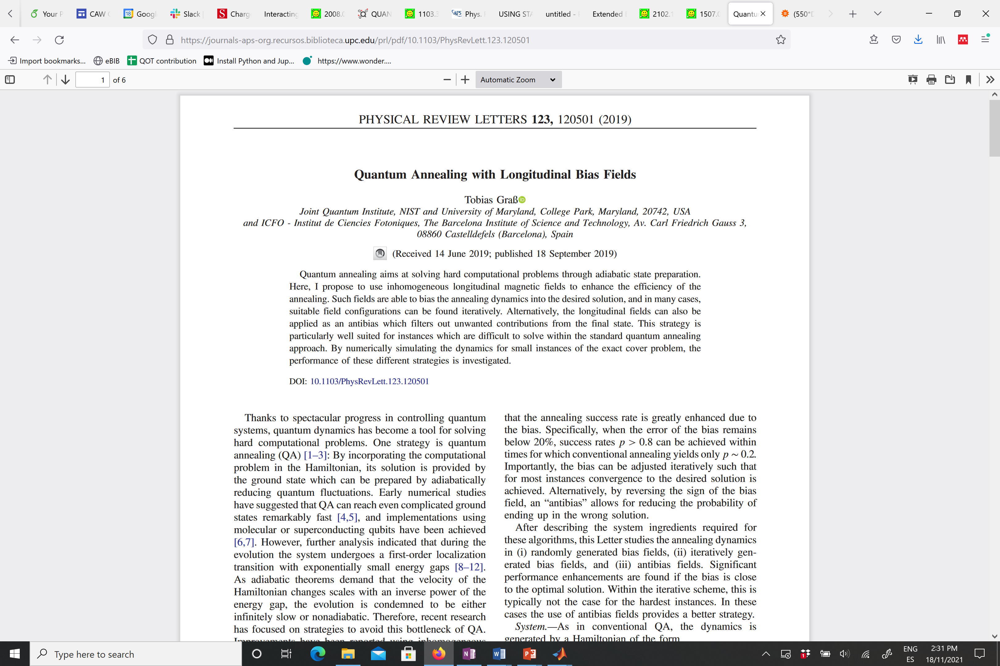 Your P
CAW
18 Googl
Slack
S Charg
Interacting
2008.0
QUAN
1103.3
APS Phys.
USING STA
untitled -
Extended
2102.1
1507.0
Quantu
(550*D
https://journals-aps-org.recursos.biblioteca.upc.edu/prl/pdf/10.1103/PhysRevLett.123.120501
Import bookmarks...
eBIB
QOT contribution
Install Python and Jup...
https://www.wonder....
1 of 6
Automatic Zoom
PHYSICAL REVIEW LETTERS 123, 120501 (2019)
Quantum Annealing with Longitudinal Bias Fields
Tobias Graß iD
Joint Quantum Institute, NIST and University of Maryland, College Park, Maryland, 20742, USA
and ICFO - Institut de Ciencies Fotoniques, The Barcelona Institute of Science and Technology, Av. Carl Friedrich Gauss 3,
08860 Castelldefels (Barcelona), Spain
(Received 14 June 2019; published 18 September 2019)
Quantum annealing aims at solving hard computational problems through adiabatic state preparation.
Here, I propose to use inhomogeneous longitudinal magnetic fields to enhance the efficiency of the
annealing. Such fields are able to bias the annealing dynamics into the desired solution, and in many cases,
suitable field configurations can be found iteratively. Alternatively, the longitudinal fields can also be
applied as an antibias which filters out unwanted contributions from the final state. This strategy is
particularly well suited for instances which are difficult to solve within the standard quantum annealing
approach. By numerically simulating the dynamics for small instances of the exact cover problem, the
performance of these different strategies is investigated.
DOI: 10.1103/PhysRevLett.123.120501
Thanks to spectacular progress in controlling quantum
systems, quantum dynamics has become a tool for solving
hard computational problems. One strategy is quantum
annealing (QA) [1–3]: By incorporating the computational
problem in the Hamiltonian, its solution is provided by
the ground state which can be prepared by adiabatically
reducing quantum fluctuations. Early numerical studies
have suggested that QA can reach even complicated ground
states remarkably fast [4,5], and implementations using
molecular or superconducting qubits have been achieved
[6,7]. However, further analysis indicated that during the
evolution the system undergoes a first-order localization
transition with exponentially small energy gaps [8–12].
As adiabatic theorems demand that the velocity of the
Hamiltonian changes scales with an inverse power of the
energy gap, the evolution is condemned to be either
infinitely slow or nonadiabatic. Therefore, recent research
has focused on strategies to avoid this bottleneck of QA.
Improvements have been reported using inhomogeneous
that the annealing success rate is greatly enhanced due to
the bias. Specifically, when the error of the bias remains
below 20%, success rates p > 0.8 can be achieved within
times for which conventional annealing yields only p ~ 0.2.
Importantly, the bias can be adjusted iteratively such that
for most instances convergence to the desired solution is
achieved. Alternatively, by reversing the sign of the bias
field, an “antibias” allows for reducing the probability of
ending up in the wrong solution.
After describing the system ingredients required for
these algorithms, this Letter studies the annealing dynamics
in (i) randomly generated bias fields, (ii) iteratively gen-
erated bias fields, and (iii) antibias fields. Significant
performance enhancements are found if the bias is close
to the optimal solution. Within the iterative scheme, this is
typically not the case for the hardest instances. In these
cases the use of antibias fields provides a better strategy.
System.—As in conventional QA, the dynamics is
generated by a Hamiltonian of the form
Type here to search
N
W
P
1
ENG
ES
2:31 PM
18/11/2021